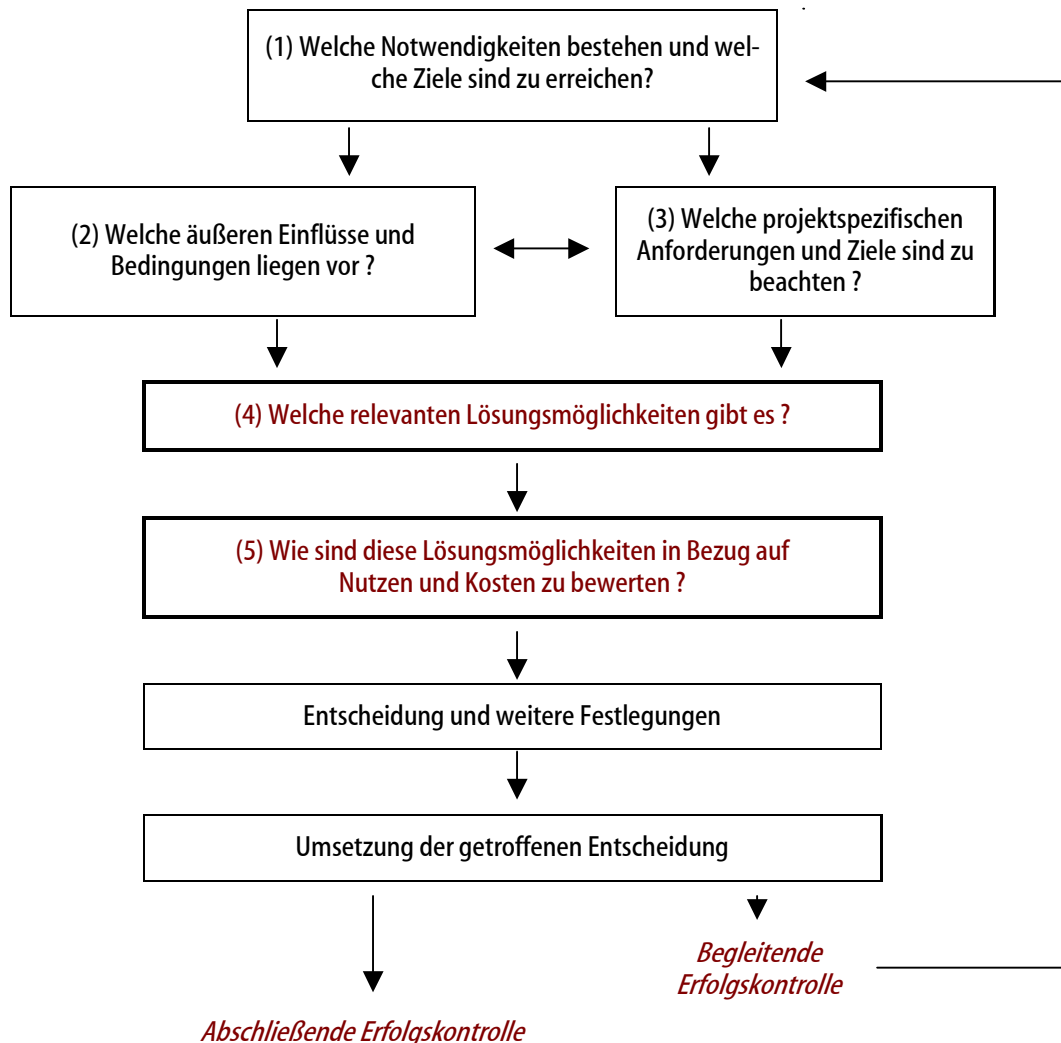 (1) Welche Notwendigkeiten bestehen und wel-
che Ziele sind zu erreichen?
(2) Welche äußeren Einflüsse und
Bedingungen liegen vor ?
(3) Welche projektspezifischen
Anforderungen und Ziele sind zu
beachten ?
(4) Welche relevanten Lösungsmöglichkeiten gibt es ?
(5) Wie sind diese Lösungsmöglichkeiten in Bezug auf
Nutzen und Kosten zu bewerten ?
Entscheidung und weitere Festlegungen
Umsetzung der getroffenen Entscheidung
Begleitende
Erfolgskontrolle
Abschließende Erfolgskontrolle